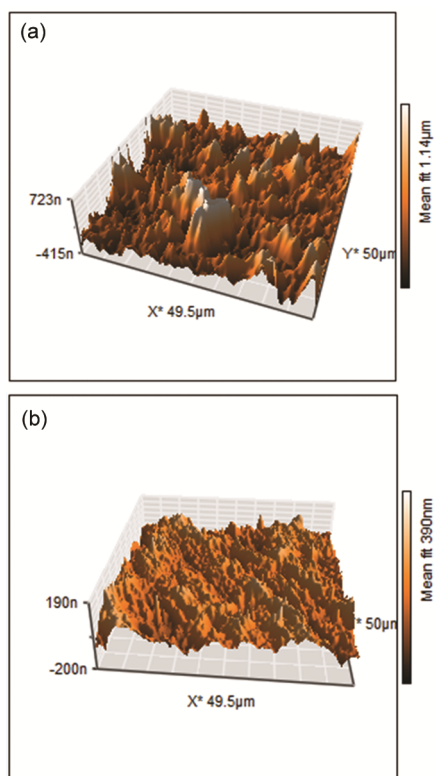 (a)
723n
-415n
X* 49.5µm
Y* 50µm
Mean fit 1.14µm
(b)
190n
-200n
X* 49.5µm
* 50µm
Mean fit 390nm